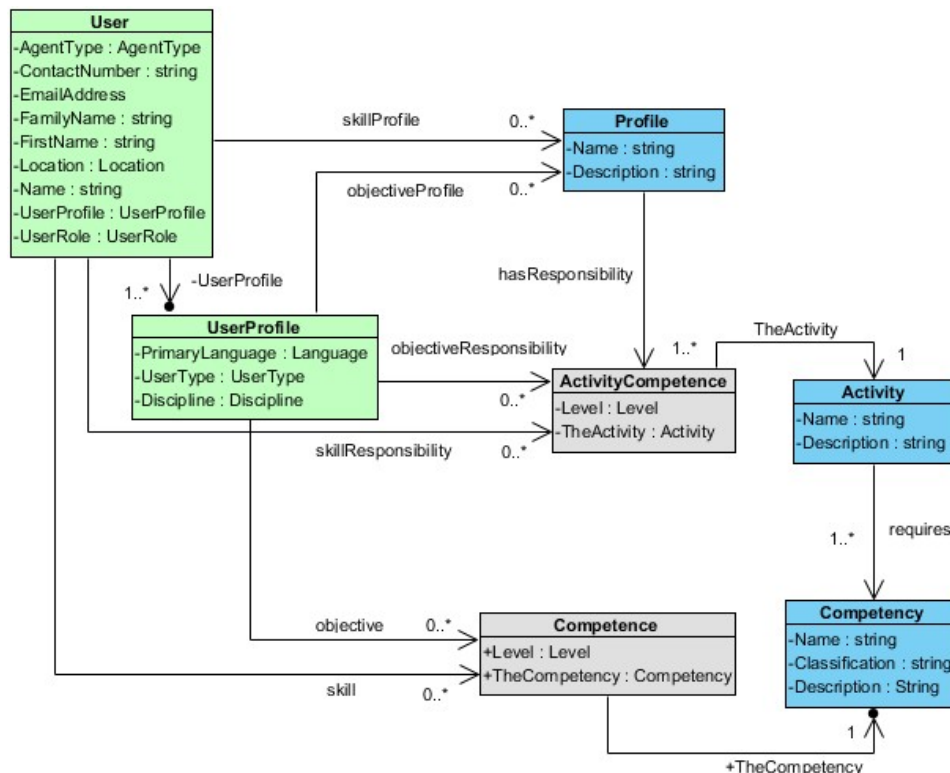 User
-AgentType : AgentType
-ContactNumber : string
-EmailAddress
-FamilyName : string
-FirstName : string
-Location : Location
-Name : string
-UserProfile : UserProfile
-UserRole : UserRole
skillProfile
0..*
Profile
-Name : string
-Description : string
objectiveProfile
0..*
hasResponsibility
1..*
-UserProfile
1..*
UserProfile
-PrimaryLanguage : Language
-UserType : UserType
-Discipline : Discipline
objectiveResponsibility
0..*
skillResponsibility
0..*
ActivityCompetence
-Level : Level
-TheActivity : Activity
TheActivity
1
Activity
-Name : string
-Description : string
requires
1..*
objective
0..*
skill
0..*
Competence
+Level : Level
+TheCompetency : Competency
Competency
-Name : string
-Classification : string
-Description : String
1
+TheCompetency